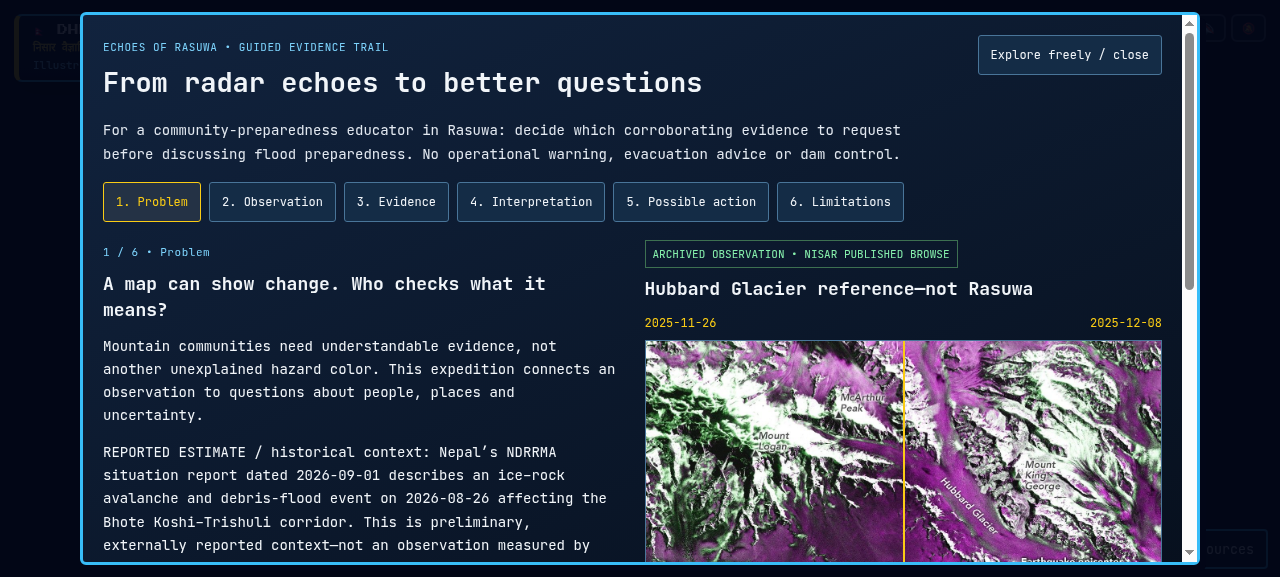 ECHOES OF RASUWA • GUIDED EVIDENCE TRAIL
Explore freely / close
From radar echoes to better questions
For a community-preparedness educator in Rasuwa: decide which corroborating evidence to request
before discussing flood preparedness. No operational warning, evacuation advice or dam control.
1. Problem
2. Observation
3. Evidence
4. Interpretation
5. Possible action
6. Limitations
1 / 6 • Problem
A map can show change. Who checks what it
means?
Mountain communities need understandable evidence, not
another unexplained hazard color. This expedition connects an
observation to questions about people, places and
uncertainty.
REPORTED ESTIMATE / historical context: Nepal’s NDRRMA
situation report dated 2026-09-01 describes an ice–rock
avalanche and debris-flood event on 2026-08-26 affecting the
Bhote Koshi–Trishuli corridor. This is preliminary,
externally reported context—not an observation measured by
ARCHIVED OBSERVATION • NISAR PUBLISHED BROWSE
Hubbard Glacier reference—not Rasuwa
2025-11-26
2025-12-08
McArthur
Peak
Mount
Logan
Mount
King
George
Hubbard Glacier
Earthquake epicenter
ources